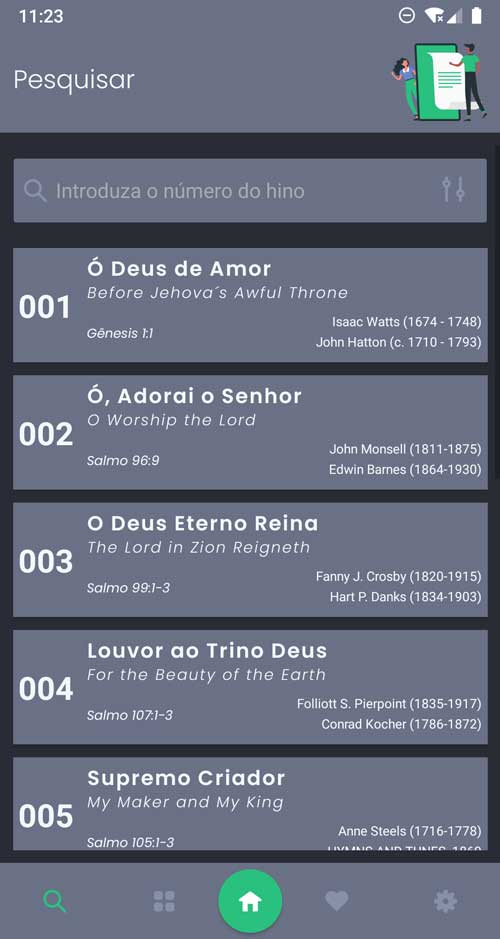 11:23
Pesquisar
Introduza o número do hino
001
Ó Deus de Amor
Before Jehova´s Awful Throne
Gênesis 1:1
Isaac Watts (1674 - 1748)
John Hatton (c. 1710 - 1793)
002
Ó, Adorai o Senhor
O Worship the Lord
Salmo 96:9
John Monsell (1811-1875)
Edwin Barnes (1864-1930)
003
O Deus Eterno Reina
The Lord in Zion Reigneth
Salmo 99:1-3
Fanny J. Crosby (1820-1915)
Hart P. Danks (1834-1903)
004
Louvor ao Trino Deus
For the Beauty of the Earth
Salmo 107:1-3
Folliott S. Pierpoint (1835-1917)
Conrad Kocher (1786-1872)
005
Supremo Criador
My Maker and My King
Salmo 105:1-3
Anne Steels (1716-1778)
HYMNS AND TUNES, 1869